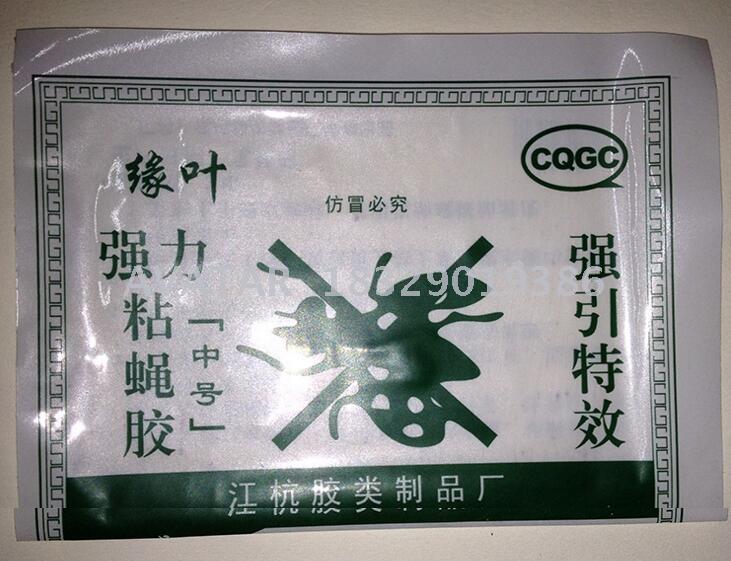 缘叶
CQGC
仿冒必究
强力
粘蝇胶
「中号」
强引特效
江杭胶类制品厂